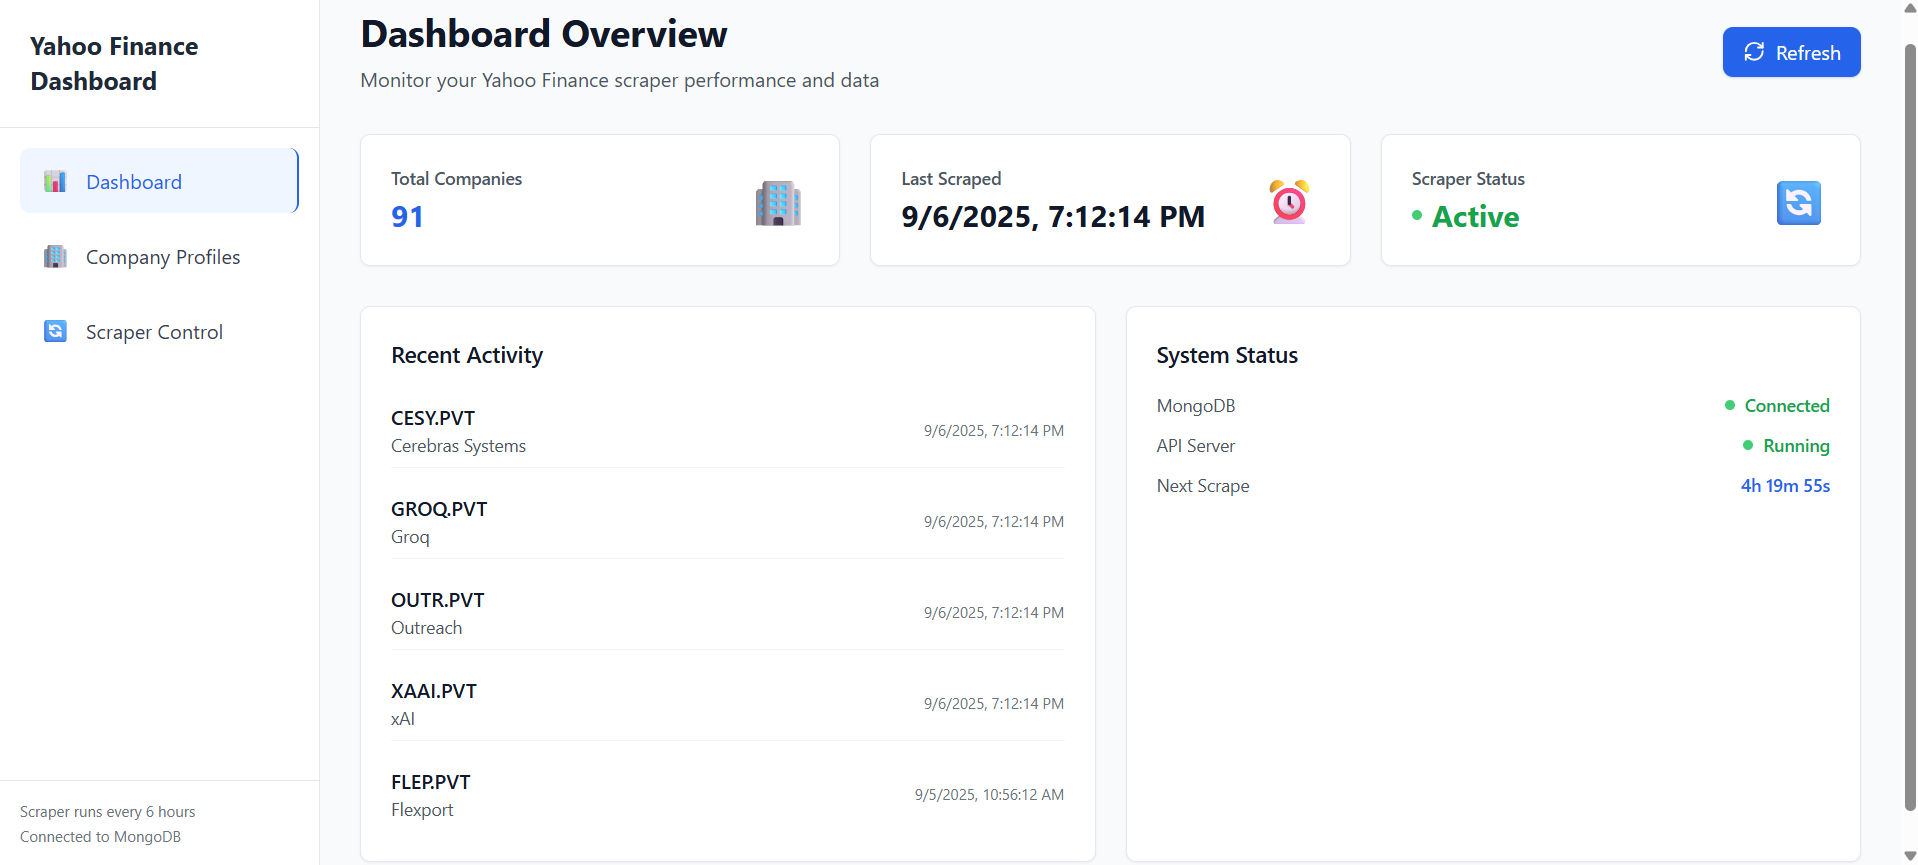 Yahoo Finance
Dashboard
Dashboard
Company Profiles
Scraper Control
Scraper runs every 6 hours
Connected to MongoDB
Dashboard Overview
Monitor your Yahoo Finance scraper performance and data
Refresh
Total Companies
91
Last Scraped
9/6/2025, 7:12:14 PM
Scraper Status
Active
Recent Activity
CESY.PVT
Cerebras Systems
9/6/2025, 7:12:14 PM
GROQ.PVT
Groq
9/6/2025, 7:12:14 PM
OUTR.PVT
Outreach
9/6/2025, 7:12:14 PM
XAAI.PVT
xAI
9/6/2025, 7:12:14 PM
FLEP.PVT
Flexport
9/5/2025, 10:56:12 AM
System Status
MongoDB
Connected
API Server
Running
Next Scrape
4h 19m 55s